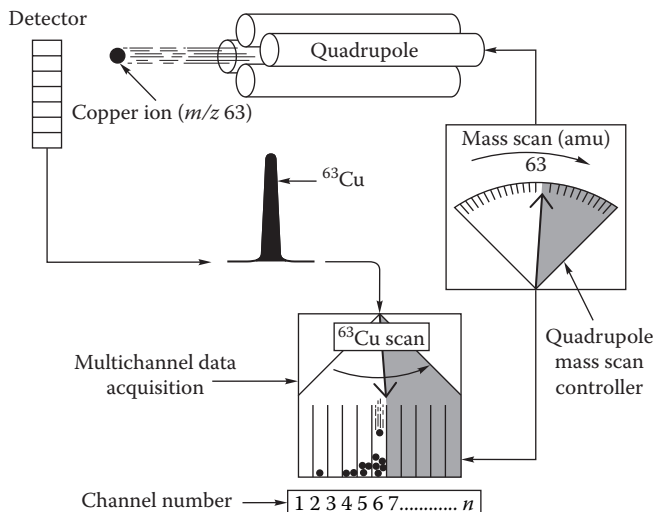 Detector
Quadrupole
Copper ion (m/z 63)
Mass scan (amu)
63
⁶³Cu
⁶³Cu scan
Multichannel data
acquisition
Quadrupole
mass scan
controller
Channel number
1 2 3 4 5 6 7............ n